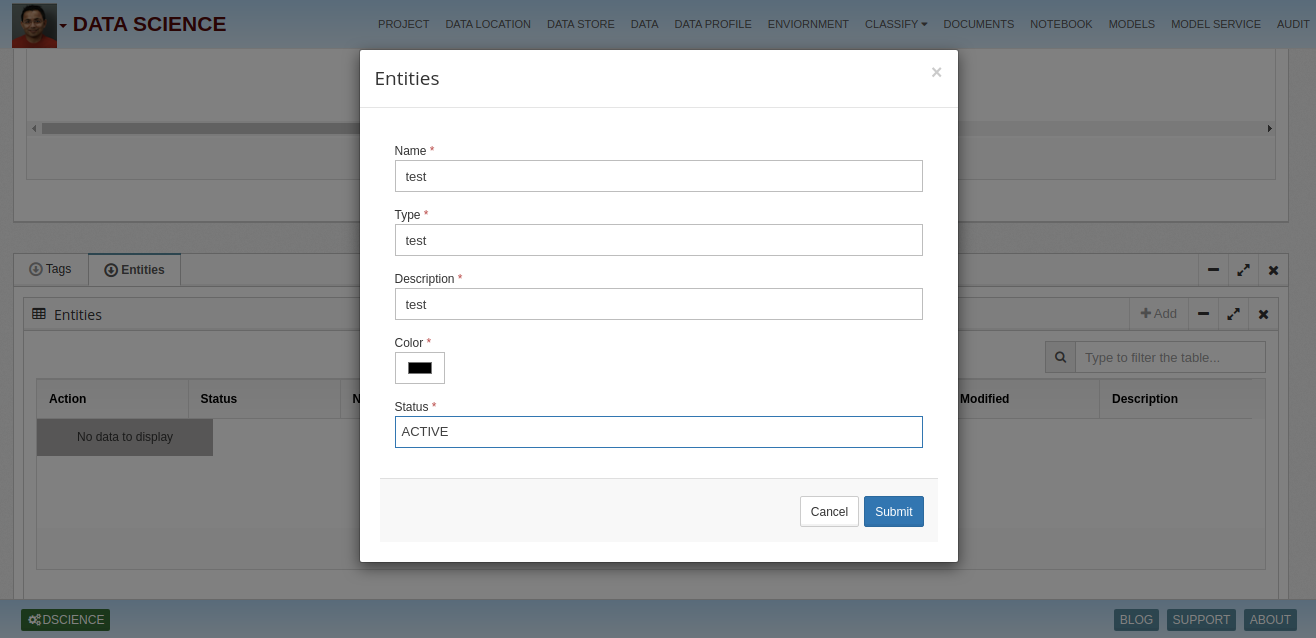 DATA SCIENCE
PROJECT DATA LOCATION DATA STORE DATA DATA PROFILE ENVIORNMENT CLASSIFY DOCUMENTS NOTEBOOK MODELS MODEL SERVICE AUDIT
Entities
×
Name *
test
Type *
test
Description *
test
Color *
Status *
ACTIVE
Cancel Submit
Tags Entities
Entities
Add
Type to filter the table...
Action Status N Modified Description
No data to display
DSCIENCE
BLOG SUPPORT ABOUT